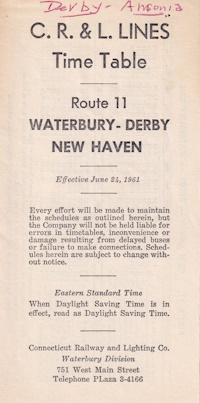 Derby - Ansonia
C. R. & L. LINES
Time Table
Route 11
WATERBURY - DERBY
NEW HAVEN
Effective June 24, 1961
Every effort will be made to maintain
the schedules as outlined herein, but
the Company will not be held liable for
errors in timetables, inconvenience or
damage resulting from delayed buses
or failure to make connections. Sched-
ules herein are subject to change with-
out notice.
Eastern Standard Time
When Daylight Saving Time is in
effect, read as Daylight Saving Time.
Connecticut Railway and Lighting Co.
Waterbury Division
751 West Main Street
Telephone PLaza 3-4166